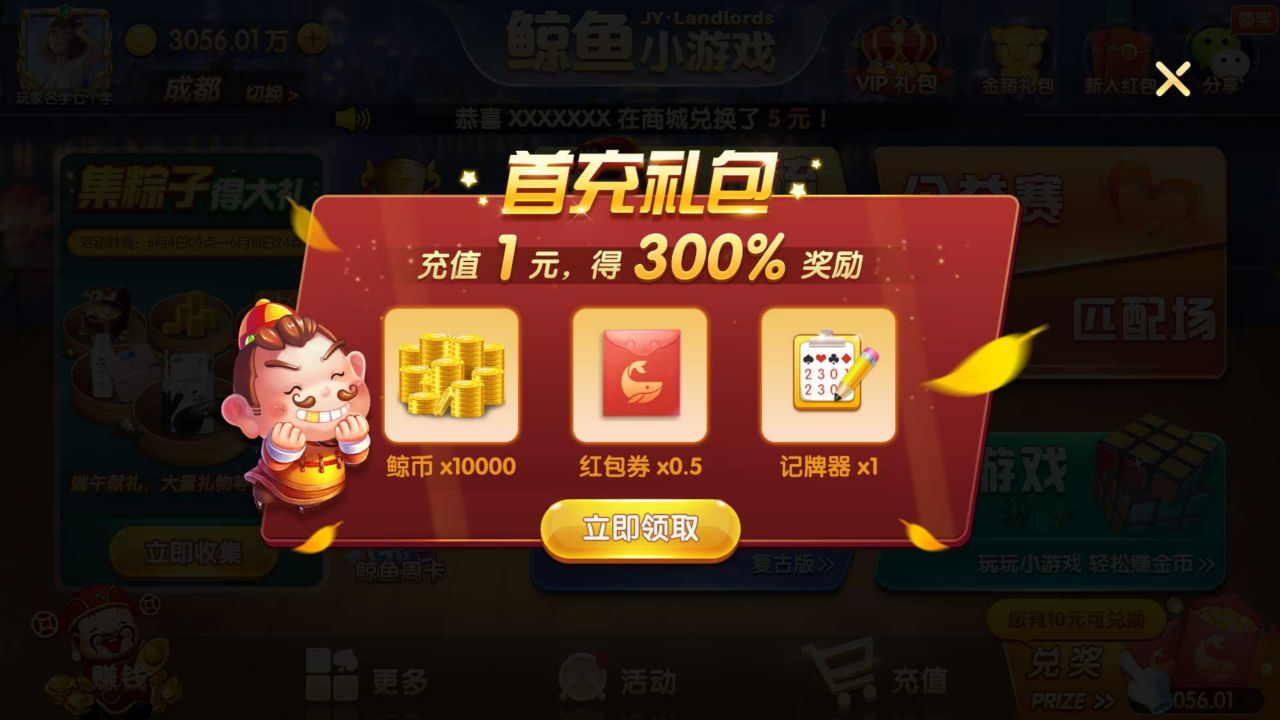 领奖
JY·Landlords
鲸鱼小游戏
3056.01万
玩家名字七个字
成都 切换 >
VIP 礼包
金猪礼包
新人红包
分享
恭喜 XXXXXXX 在商城兑换了 5 元！
首充礼包
充值 1 元，得 300% 奖励
鲸币 x10000
红包券 x0.5
记牌器 x1
立即领取
集粽子得大礼
活动时间：6月4日09点—6月10日24点
端午献礼，大量礼物等
立即收集
公益赛
匹配场
游戏
玩玩小游戏 轻松赚金币 >>
鲸鱼周卡
复古版 >>
赚钱
更多
活动
充值
您有10元可兑换
兑奖
PRIZE >>
056.01